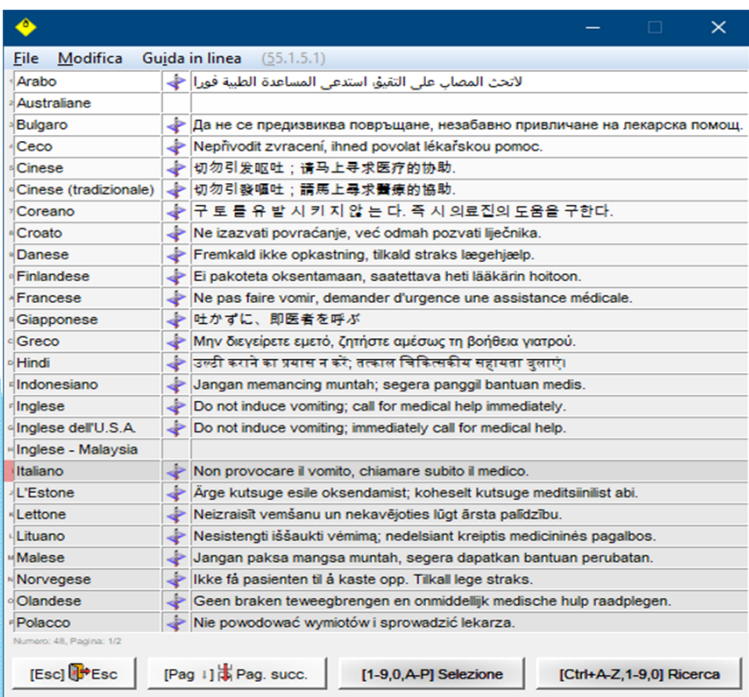 File Modifica Guida in linea (§5.1.5.1)
Arabo لاتحث المصاب على التقيؤ، استدعى المساعدة الطبية فورا
Australiane
Bulgaro Да не се предизвиква повръщане, незабавно привличане на лекарска помощ.
Ceco Nepřivodit zvracení, ihned povolat lékařskou pomoc.
Cinese 切勿引发呕吐；请马上寻求医疗的协助.
Cinese (tradizionale) 切勿引發嘔吐；請馬上尋求醫療的協助.
Coreano 구 토 를 유 발 시 키 지 않 는 다. 즉 시 의료진의 도움을 구한다.
Croato Ne izazvati povraćanje, već odmah pozvati liječnika.
Danese Fremkald ikke opkastning, tilkald straks lægehjælp.
Finlandese Ei pakoteta oksentamaan, saatettava heti lääkärin hoitoon.
Francese Ne pas faire vomir, demander d'urgence une assistance médicale.
Giapponese 吐かずに、即医者を呼ぶ
Greco Μην διεγείρετε εμετό, ζητήστε αμέσως τη βοήθεια γιατρού.
Hindi उल्टी कराने का प्रयास न करें; तत्काल चिकित्सकीय सहायता बुलाएं।
Indonesiano Jangan memancing muntah; segera panggil bantuan medis.
Inglese Do not induce vomiting; call for medical help immediately.
Inglese dell'U.S.A. Do not induce vomiting; immediately call for medical help.
Inglese - Malaysia
Italiano Non provocare il vomito, chiamare subito il medico.
L'Estone Ärge kutsuge esile oksendamist; koheselt kutsuge meditsiinilist abi.
Lettone Neizraisīt vemšanu un nekavējoties lūgt ārsta palīdzību.
Lituano Nesistengti iššaukti vėmimą; nedelsiant kreiptis medicininės pagalbos.
Malese Jangan paksa mangsa muntah, segera dapatkan bantuan perubatan.
Norvegese Ikke få pasienten til å kaste opp. Tilkall lege straks.
Olandese Geen braken teweegbrengen en onmiddellijk medische hulp raadplegen.
Polacco Nie powodować wymiotów i sprowadzić lekarza.
Numero: 48, Pagina: 1/2
[Esc] Esc [Pag ↓] Pag. succ. [1-9,0,A-P] Selezione [Ctrl+A-Z,1-9,0] Ricerca